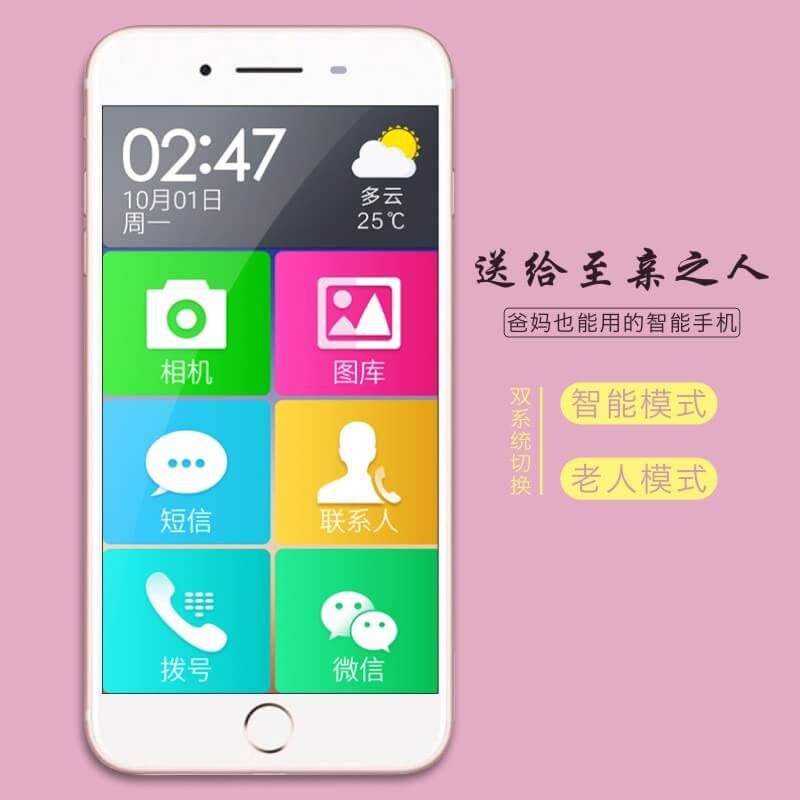 02:47
10月01日
周一
多云
25℃
相机
图库
短信
联系人
拨号
微信
送给至亲之人
爸妈也能用的智能手机
双系统切换
智能模式
老人模式